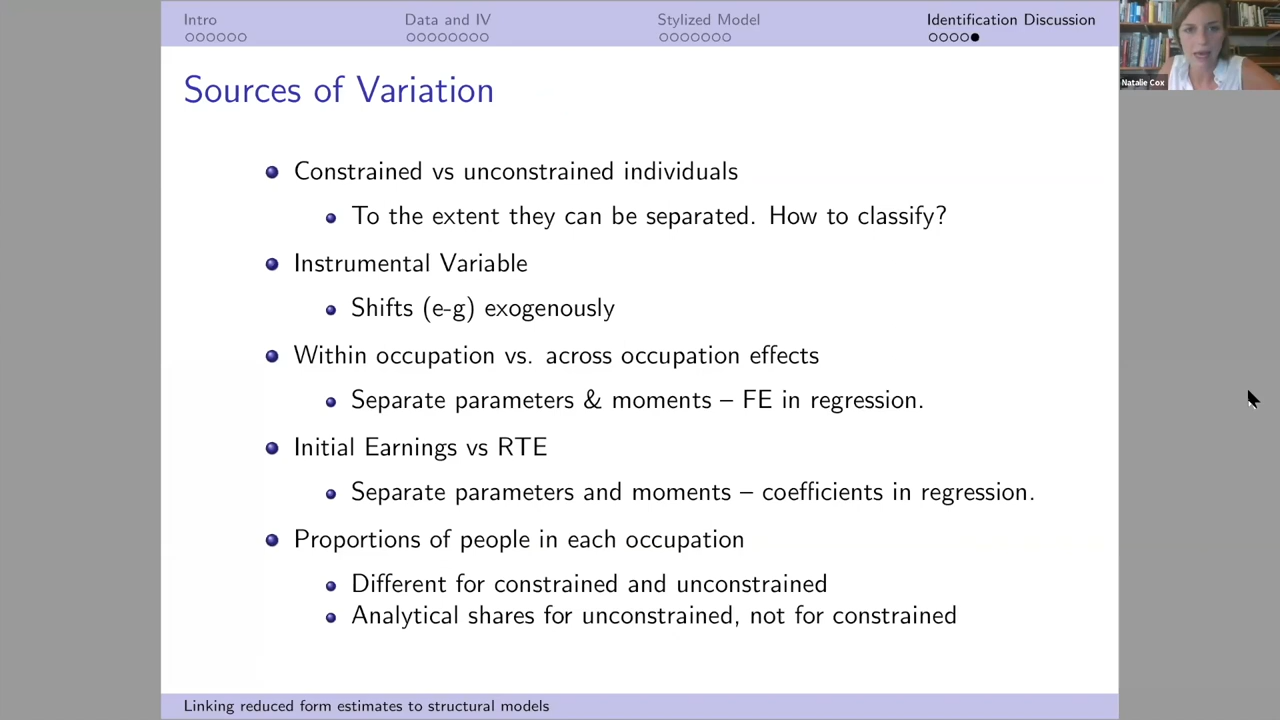 Intro
Data and IV
Stylized Model
Identification Discussion
Natalie Cox
Sources of Variation
Constrained vs unconstrained individuals
To the extent they can be separated. How to classify?
Instrumental Variable
Shifts (e-g) exogenously
Within occupation vs. across occupation effects
Separate parameters & moments – FE in regression.
Initial Earnings vs RTE
Separate parameters and moments – coefficients in regression.
Proportions of people in each occupation
Different for constrained and unconstrained
Analytical shares for unconstrained, not for constrained
Linking reduced form estimates to structural models